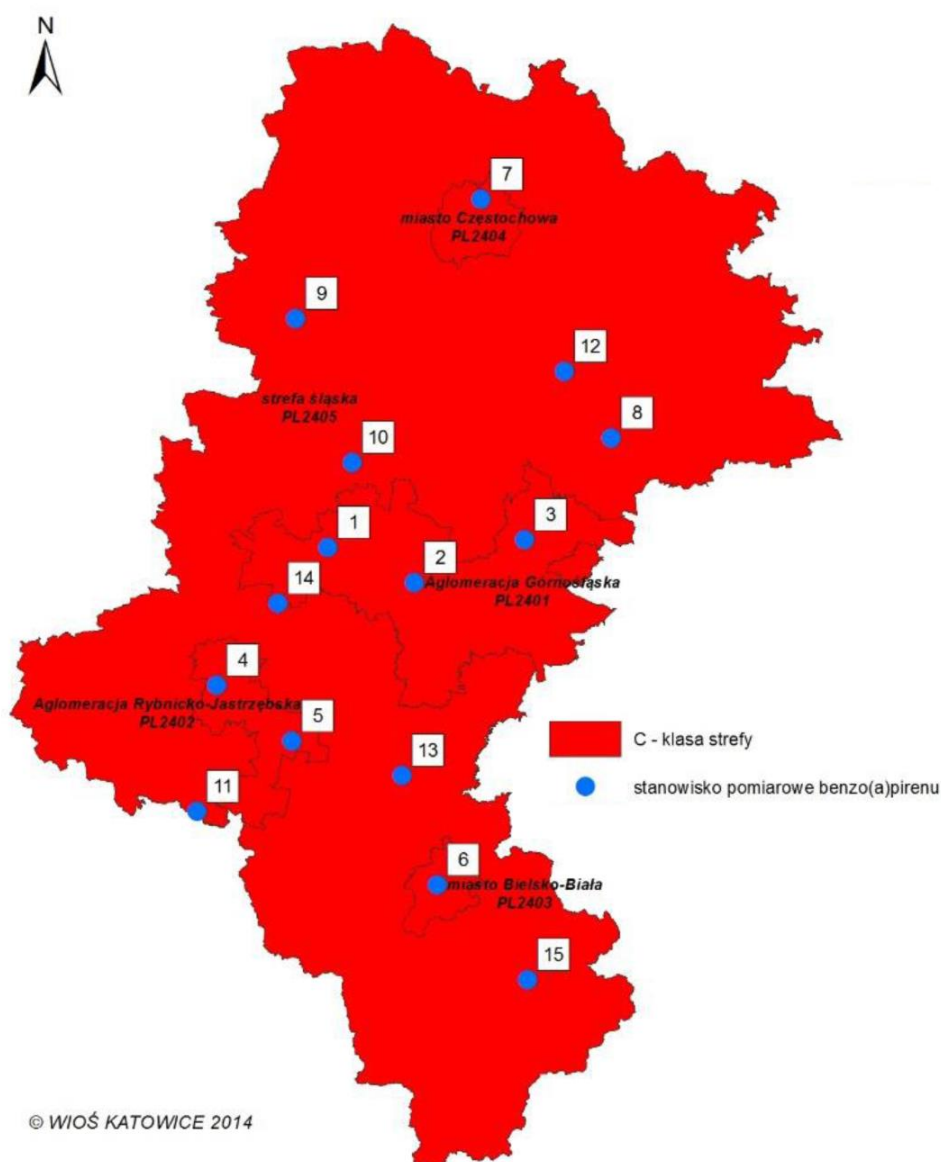 N
7
miasto Częstochowa
PL2404
9
12
strefa śląska
PL2405
8
10
3
1
2
Aglomeracja Górnośląska
PL2401
14
4
Aglomeracja Rybnicko-Jastrzębska
PL2402
5
C - klasa strefy
13
stanowisko pomiarowe benzo(a)pirenu
11
6
miasto Bielsko-Biała
PL2403
15
© WIOŚ KATOWICE 2014